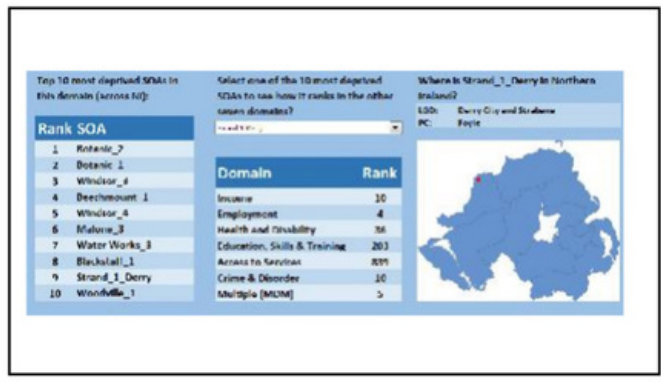 Top 10 most deprived SOAs in
this domain (across NI):
Rank SOA
1 Botanic_2
2 Botanic_1
3 Windsor_3
4 Beechmount_1
5 Windsor_4
6 Malone_3
7 Water Works_3
8 Blackstaff_1
9 Strand_1_Derry
10 Woodville_1
Select one of the 10 most deprived
SOAs to see how it ranks in the other
seven domains?
Domain Rank
Income 10
Employment 4
Health and Disability 36
Education, Skills & Training 203
Access to Services
Crime & Disorder 10
Multiple [MDM] 5
Where is Strand_1_Derry in Northern
Ireland?
LGD: Derry City and Strabane
PC: Foyle